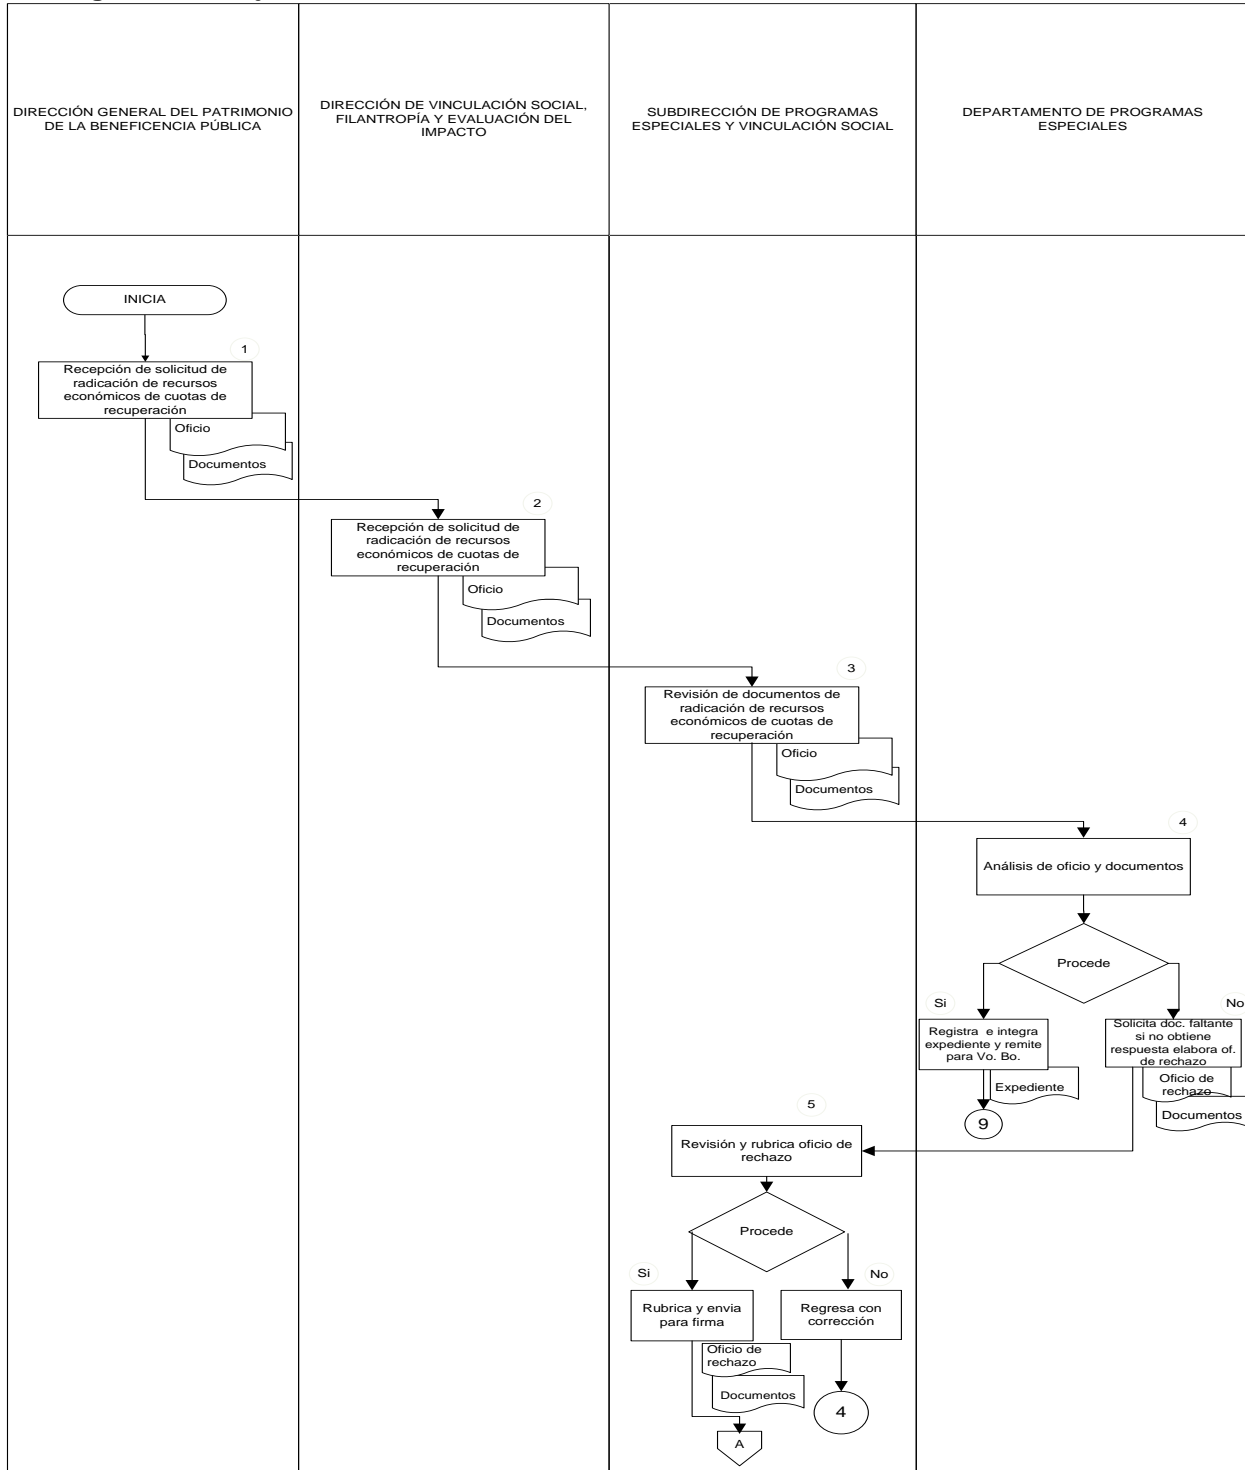 DIRECCIÓN GENERAL DEL PATRIMONIO
DE LA BENEFICENCIA PÚBLICA
DIRECCIÓN DE VINCULACIÓN SOCIAL,
FILANTROPÍA Y EVALUACIÓN DEL
IMPACTO
SUBDIRECCIÓN DE PROGRAMAS
ESPECIALES Y VINCULACIÓN SOCIAL
DEPARTAMENTO DE PROGRAMAS
ESPECIALES
INICIA
1
Recepción de solicitud de
radicación de recursos
económicos de cuotas de
recuperación
Oficio
Documentos
2
Recepción de solicitud de
radicación de recursos
económicos de cuotas de
recuperación
Oficio
Documentos
3
Revisión de documentos de
radicación de recursos
económicos de cuotas de
recuperación
Oficio
Documentos
4
Análisis de oficio y documentos
Procede
Si
No
Registra e integra
expediente y remite
para Vo. Bo.
Expediente
9
Solicita doc. faltante
si no obtiene
respuesta elabora of.
de rechazo
Oficio de
rechazo
Documentos
5
Revisión y rubrica oficio de
rechazo
Procede
Si
No
Rubrica y envia
para firma
Oficio de
rechazo
Documentos
A
Regresa con
corrección
4